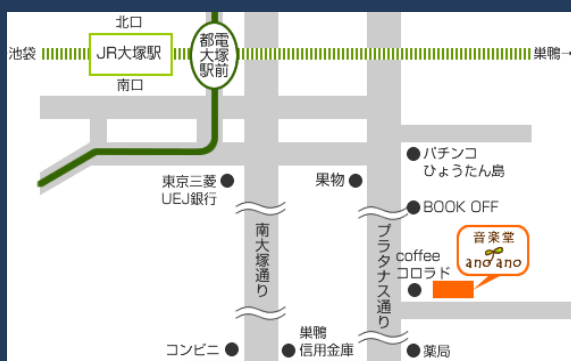 北口
池袋
JR大塚駅
都電
大塚
駅前
巣鴨→
南口
パチンコ
ひょうたん島
東京三菱
UEJ銀行
果物
BOOK OFF
南大塚通り
プラタナス通り
音楽堂
anoano
coffee
コロラド
コンビニ
巣鴨
信用金庫
薬局